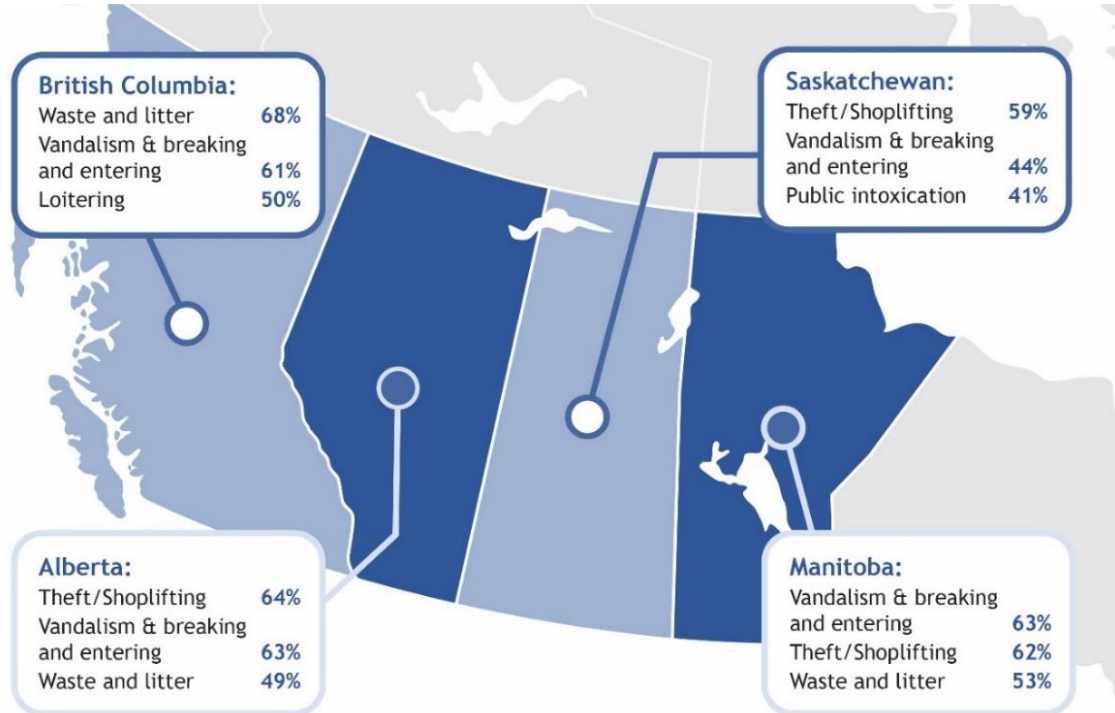 British Columbia:
Waste and litter 68%
Vandalism & breaking
and entering 61%
Loitering 50%
Saskatchewan:
Theft/Shoplifting 59%
Vandalism & breaking
and entering 44%
Public intoxication 41%
Alberta:
Theft/Shoplifting 64%
Vandalism & breaking
and entering 63%
Waste and litter 49%
Manitoba:
Vandalism & breaking
and entering 63%
Theft/Shoplifting 62%
Waste and litter 53%